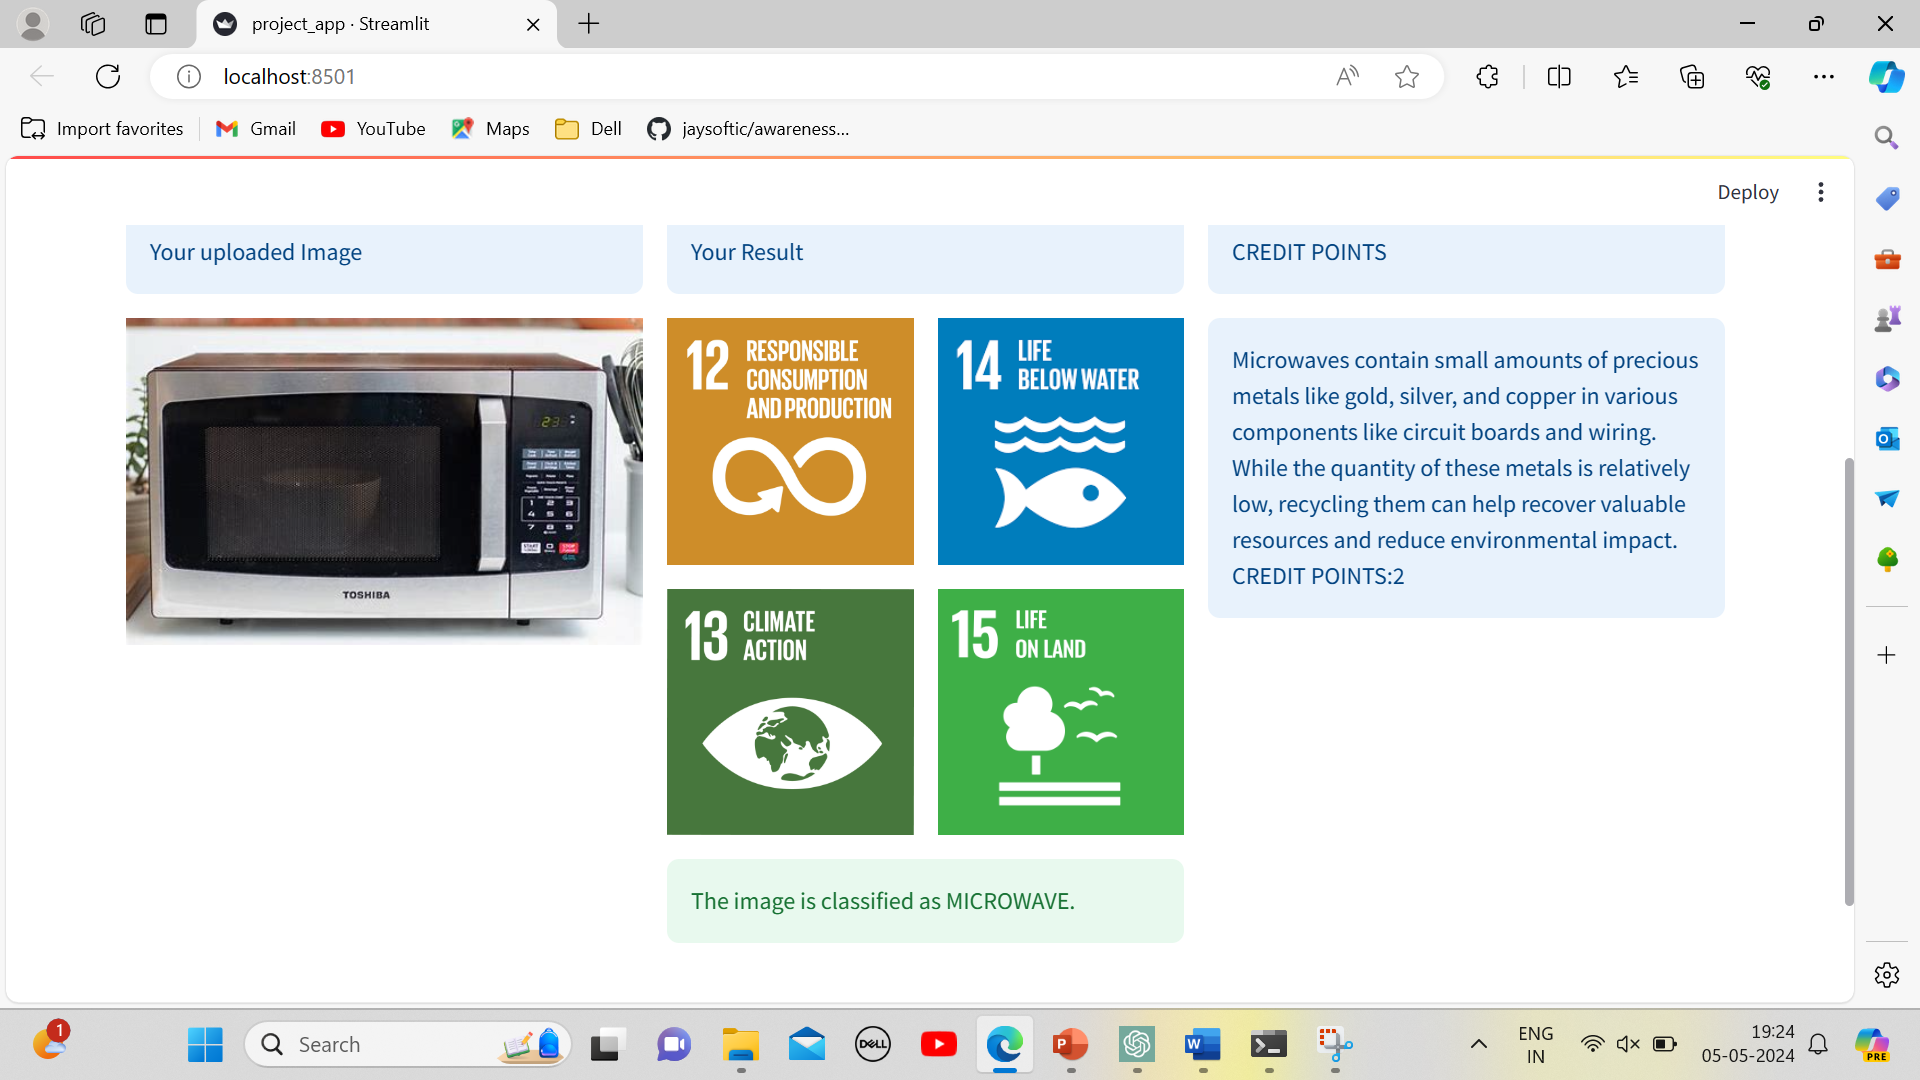 project_app · Streamlit
localhost:8501
Import favorites
Gmail
YouTube
Maps
Dell
jaysoftic/awareness...
Deploy
Your uploaded Image
Your Result
CREDIT POINTS
TOSHIBA
12 RESPONSIBLE
CONSUMPTION
AND PRODUCTION
14 LIFE
BELOW WATER
13 CLIMATE
ACTION
15 LIFE
ON LAND
Microwaves contain small amounts of precious
metals like gold, silver, and copper in various
components like circuit boards and wiring.
While the quantity of these metals is relatively
low, recycling them can help recover valuable
resources and reduce environmental impact.
CREDIT POINTS:2
The image is classified as MICROWAVE.
1
Search
DELL
ENG
IN
19:24
05-05-2024
PRE